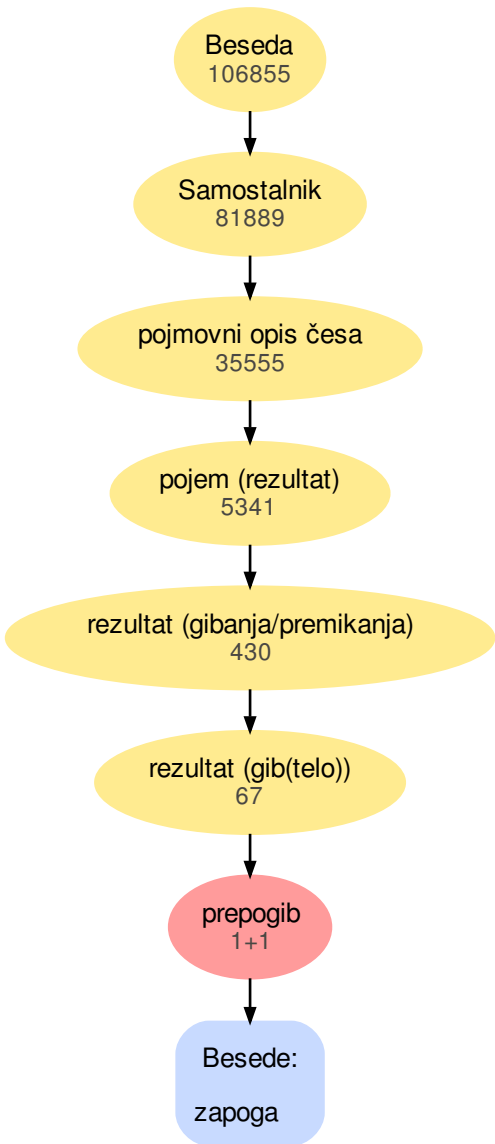 Beseda
106855
Samostalnik
81889
pojmovni opis česa
35555
pojem (rezultat)
5341
rezultat (gibanja/premikanja)
430
rezultat (gib(telo))
67
prepogib
1+1
Besede:
zapoga